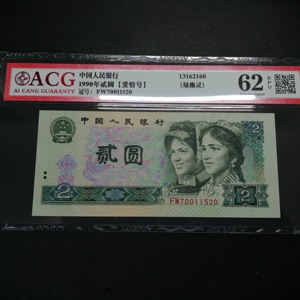 ACG
AI CANG GUARANTY
中国人民银行
1990年贰圆【爱情号】
冠号: FW70011520
13162160
(绿幽灵)
62
EPQ
中国人民银行
贰圆
2
2
2
FW70011520